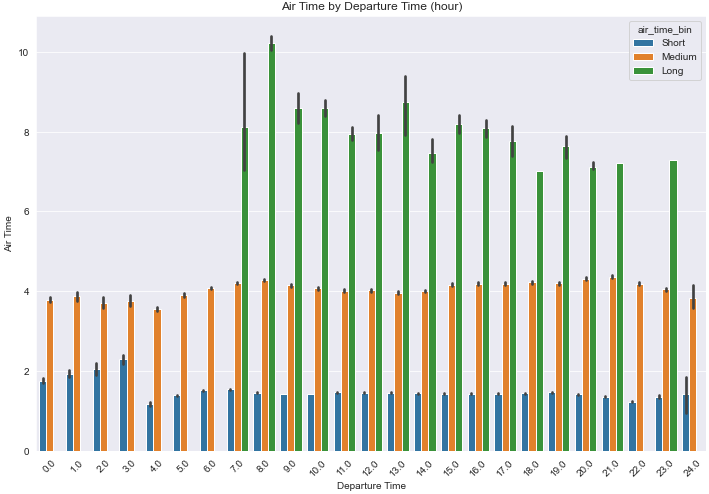 Air Time by Departure Time (hour)
air_time_bin
Short
Medium
Long
10
8
6
4
2
0
Air Time
0.0 1.0 2.0 3.0 4.0 5.0 6.0 7.0 8.0 9.0 10.0 11.0 12.0 13.0 14.0 15.0 16.0 17.0 18.0 19.0 20.0 21.0 22.0 23.0 24.0
Departure Time